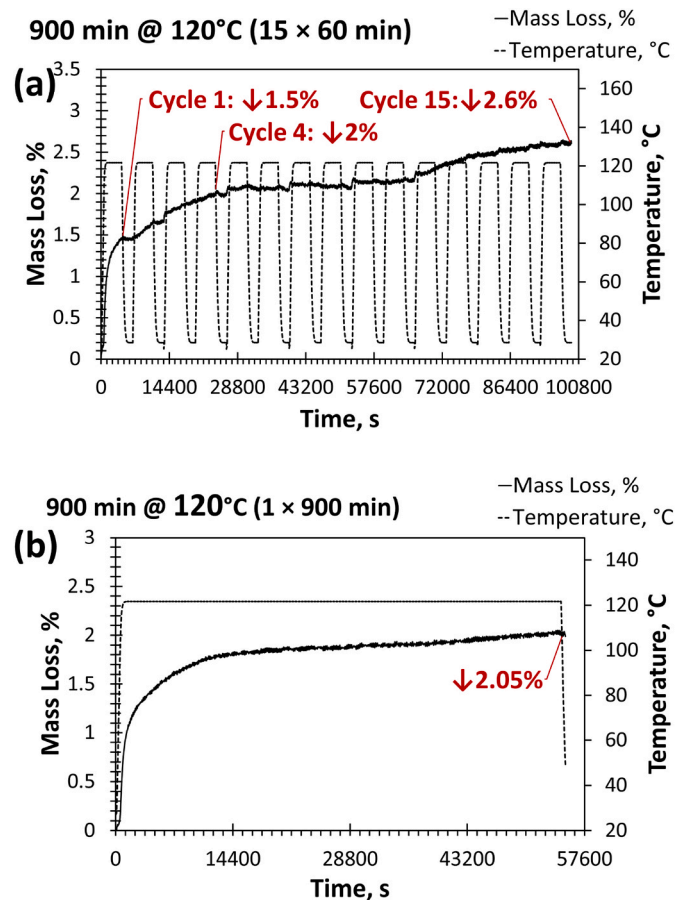 900 min @ 120°C (15 × 60 min)
—Mass Loss, %
---Temperature, °C
(a)
Cycle 1: ↓1.5%
Cycle 15:↓2.6%
Cycle 4: ↓2%
Mass Loss, %
3.5
3
2.5
2
1.5
1
0.5
0
160
140
120
100
80
60
40
20
Temperature, °C
0 14400 28800 43200 57600 72000 86400 100800
Time, s
900 min @ 120°C (1 × 900 min)
—Mass Loss, %
---Temperature, °C
(b)
Mass Loss, %
3
2.5
2
1.5
1
0.5
0
↓2.05%
140
120
100
80
60
40
20
Temperature, °C
0 14400 28800 43200 57600
Time, s